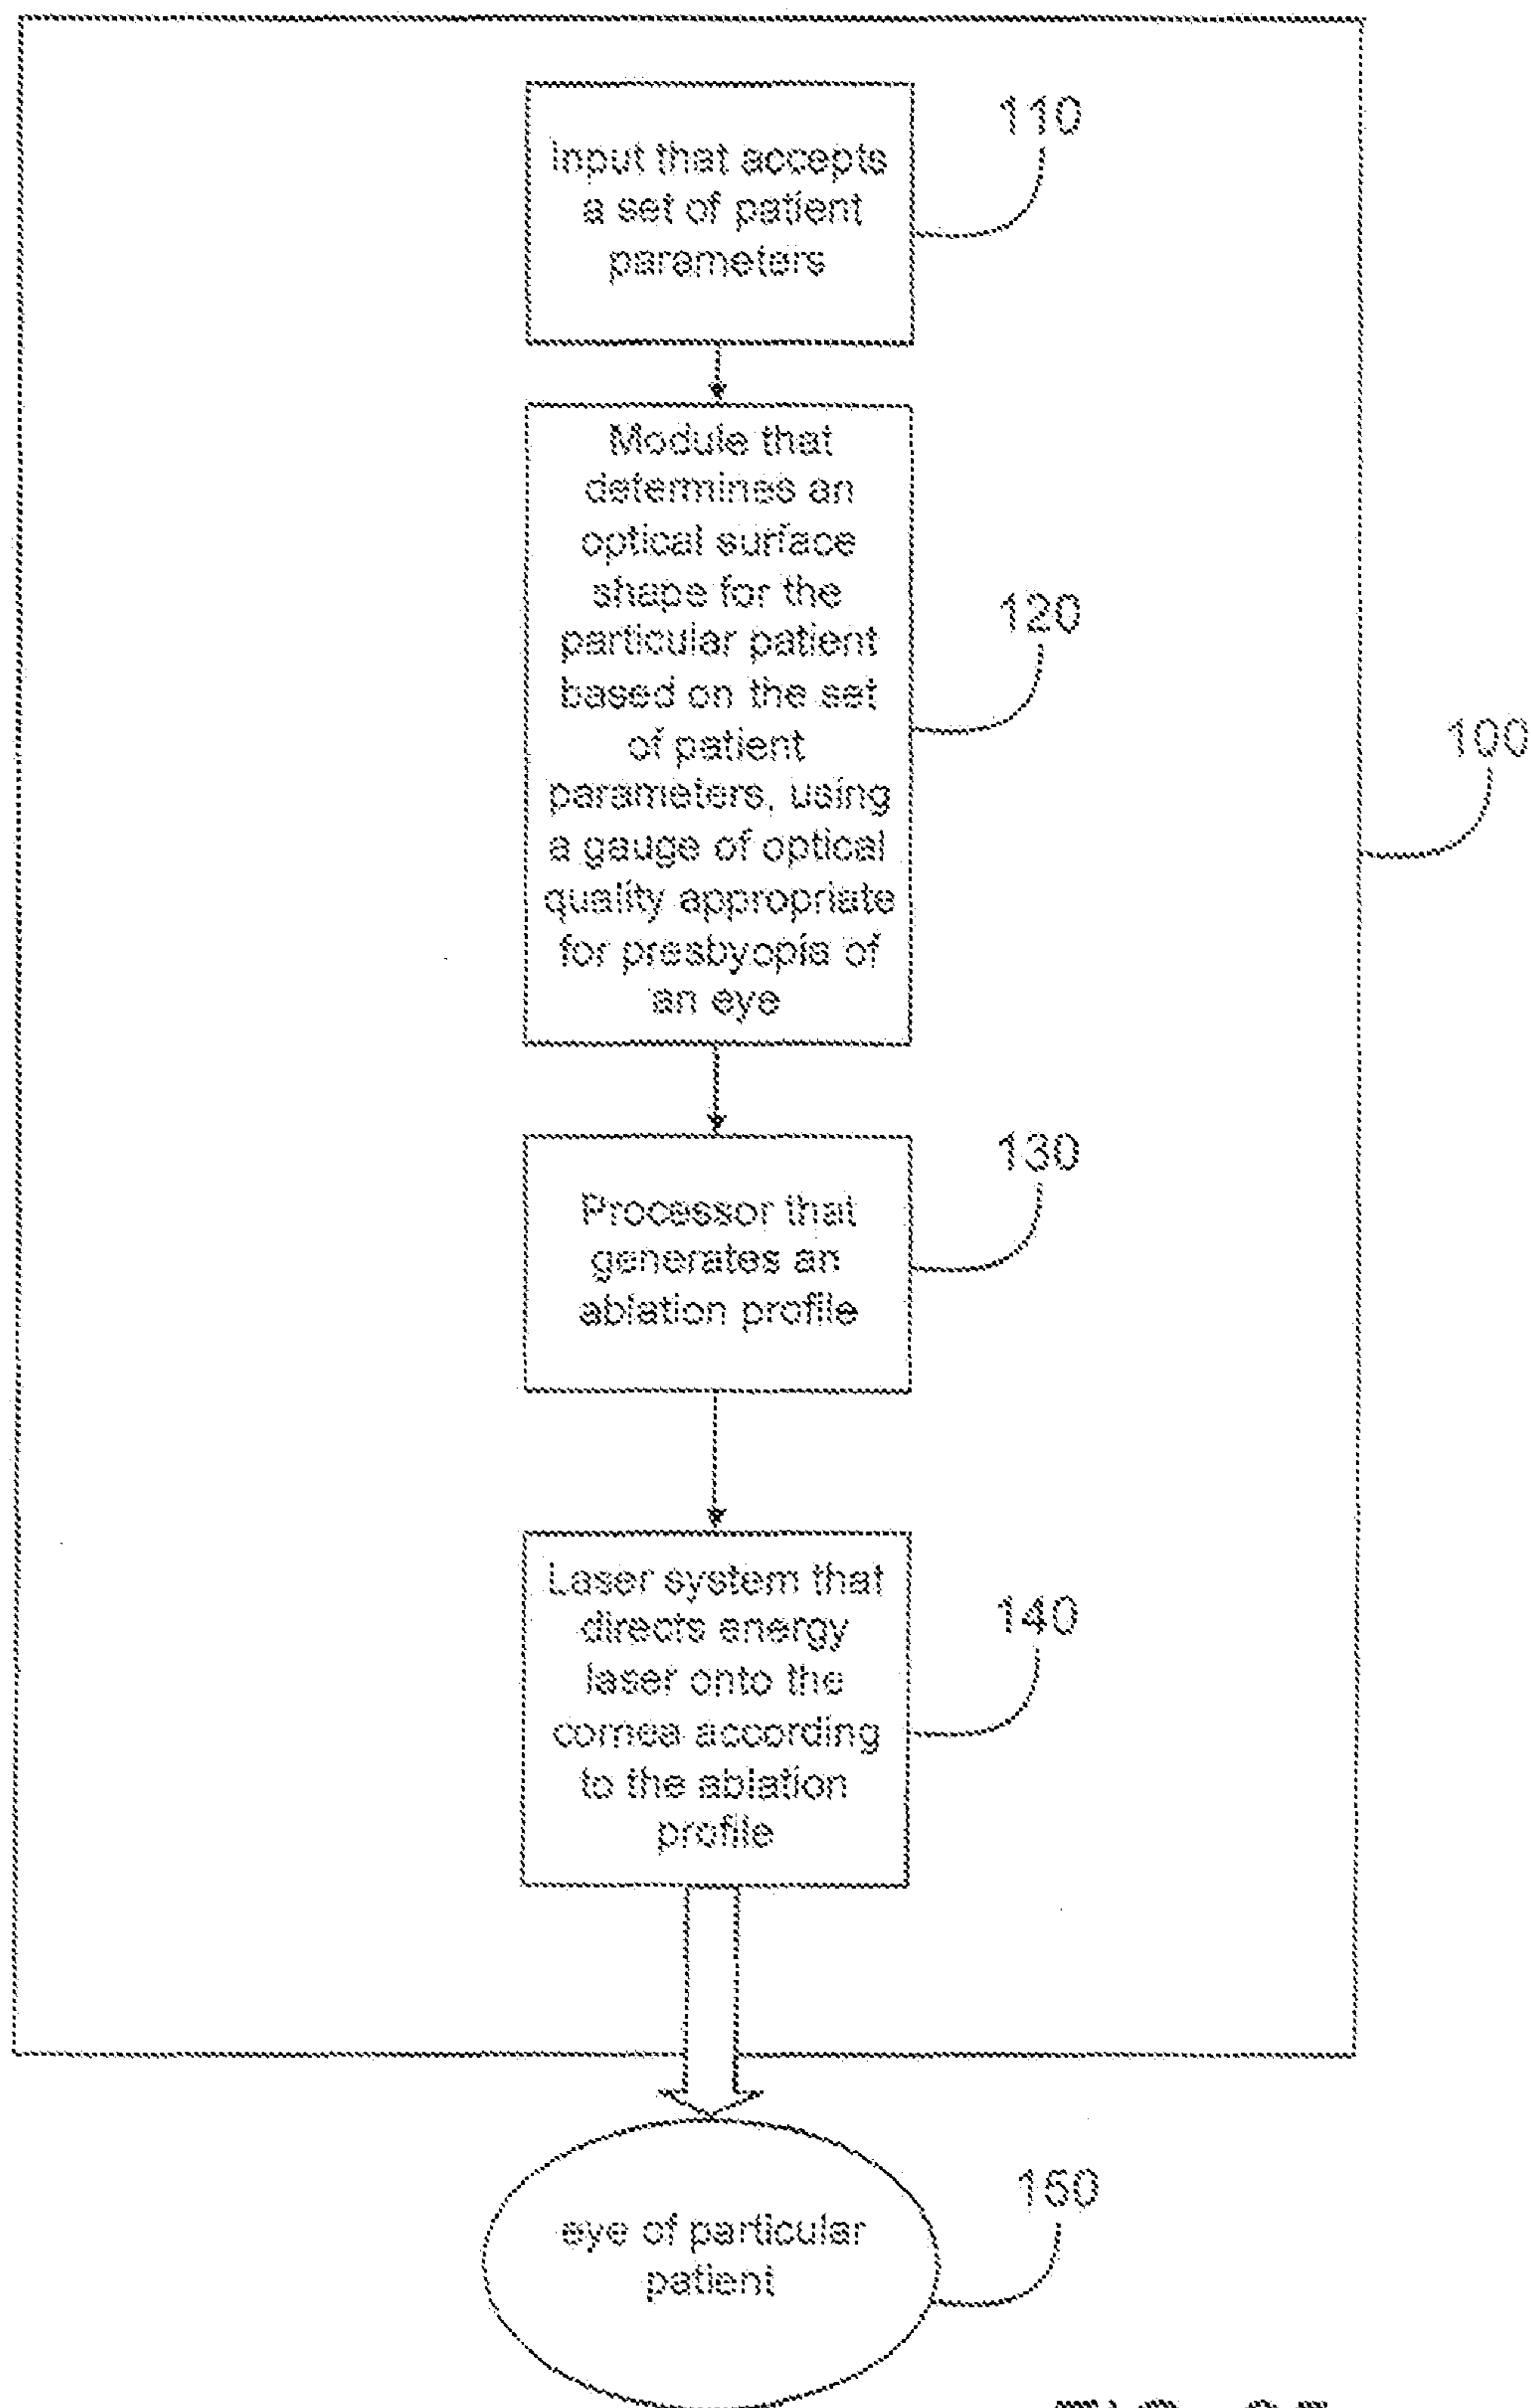 110
Input that accepts
a set of patient
parameters
Module that
determines an
optical surface
shape for the
particular patient
based on the set
of patient
parameters, using
a gauge of optical
quality appropriate
for presbyopia of
an eye
120
100
130
Processor that
generates an
ablation profile
Laser system that
directs energy
laser onto the
cornea according
to the ablation
profile
140
150
eye of particular
patient